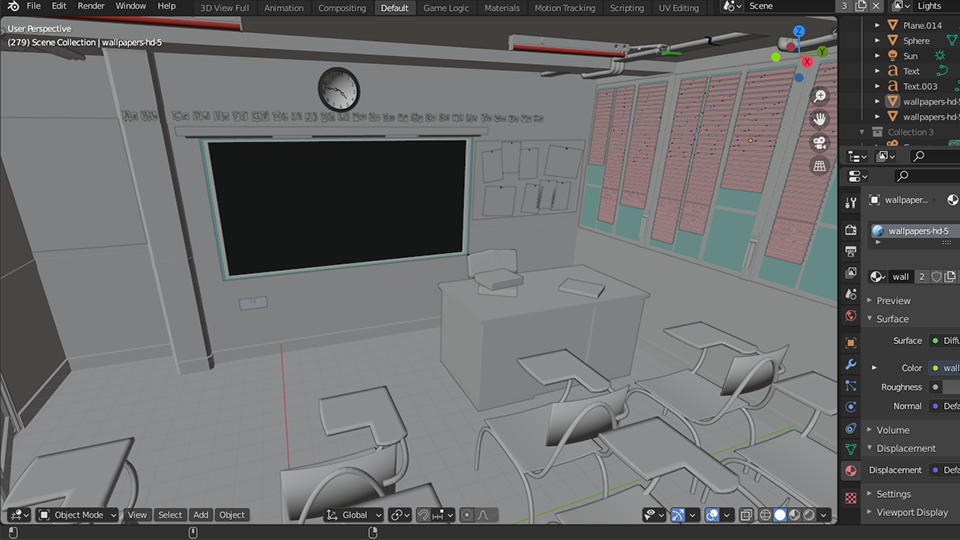 File Edit Render Window Help 3D View Full Animation Compositing Default Game Logic Materials Motion Tracking Scripting UV Editing Scene 3 Lights
User Perspective
(279) Scene Collection | wallpapers-hd-5
Z
Y
X
Plane.014
Sphere
Sun
Text
Text.003
wallpapers-hd-5
wallpapers-hd-5
Collection 3
wallpaper...
wallpapers-hd-5
wall 2
Preview
Surface
Surface Diffu
Color wall
Roughness
Normal Defa
Volume
Displacement
Displacement Defa
Settings
Viewport Display
Object Mode View Select Add Object Global